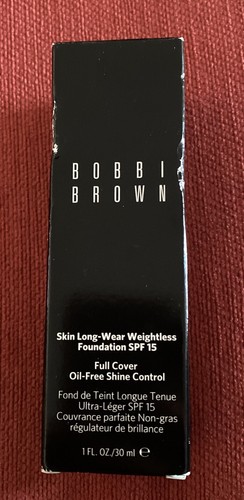 BOBBI
BROWN
Skin Long-Wear Weightless
Foundation SPF 15
Full Cover
Oil-Free Shine Control
Fond de Teint Longue Tenue
Ultra-Léger SPF 15
Couvrance parfaite Non-gras
régulateur de brillance
1 FL. OZ./30 ml ℮